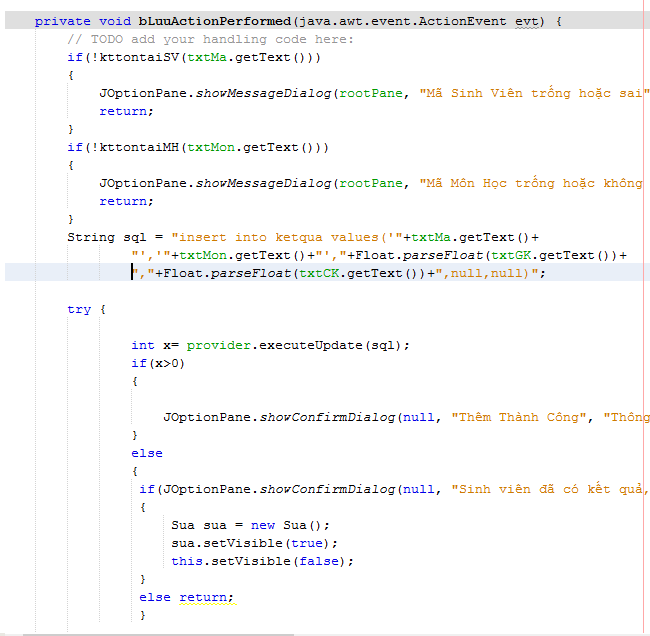 private void bLuuActionPerformed(java.awt.event.ActionEvent evt) {
// TODO add your handling code here:
if(!kttontaiSV(txtMa.getText()))
{
JOptionPane.showMessageDialog(rootPane, "Mã Sinh Viên trống hoặc sai"
return;
}
if(!kttontaiMH(txtMon.getText()))
{
JOptionPane.showMessageDialog(rootPane, "Mã Môn Học trống hoặc không
return;
}
String sql = "insert into ketqua values('"+txtMa.getText()+
"','"+txtMon.getText()+"',"+Float.parseFloat(txtGK.getText())+
","+Float.parseFloat(txtCK.getText())+",null,null)";
try {
int x= provider.executeUpdate(sql);
if(x>0)
{
JOptionPane.showConfirmDialog(null, "Thêm Thành Công", "Thông
}
else
{
if(JOptionPane.showConfirmDialog(null, "Sinh viên đã có kết quả,
{
Sua sua = new Sua();
sua.setVisible(true);
this.setVisible(false);
}
else return;
}